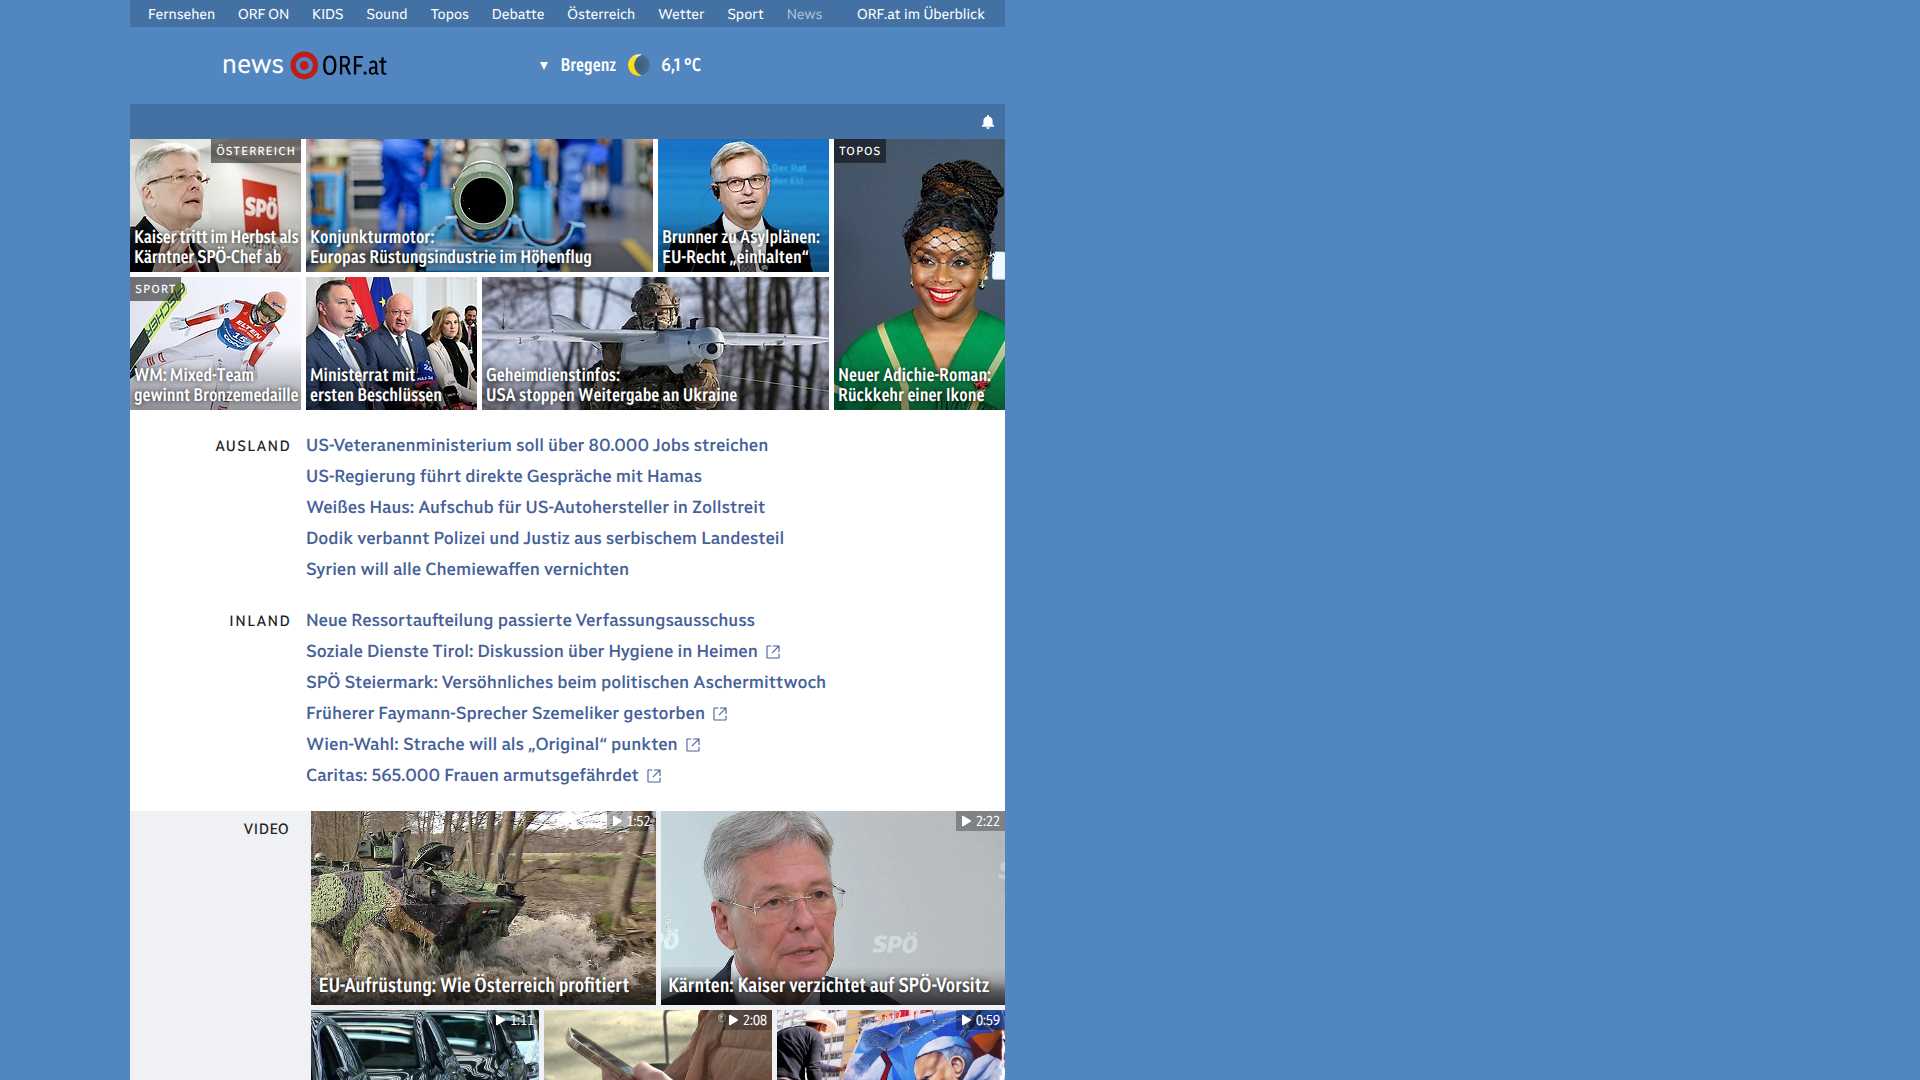 Fernsehen ORF ON KIDS Sound Topos Debatte Österreich Wetter Sport News ORF.at im Überblick
news ORF.at
Bregenz 6,1 °C
ÖSTERREICH
SPÖ
Kaiser tritt im Herbst als
Kärntner SPÖ-Chef ab
Konjunkturmotor:
Europas Rüstungsindustrie im Höhenflug
Der Rat
der EU
Brunner zu Asylplänen:
EU-Recht „einhalten“
TOPOS
Neuer Adichie-Roman:
Rückkehr einer Ikone
SPORT
WM: Mixed-Team
gewinnt Bronzemedaille
Ministerrat mit
ersten Beschlüssen
Geheimdienstinfos:
USA stoppen Weitergabe an Ukraine
AUSLAND
US-Veteranenministerium soll über 80.000 Jobs streichen
US-Regierung führt direkte Gespräche mit Hamas
Weißes Haus: Aufschub für US-Autohersteller in Zollstreit
Dodik verbannt Polizei und Justiz aus serbischem Landesteil
Syrien will alle Chemiewaffen vernichten
INLAND
Neue Ressortaufteilung passierte Verfassungsausschuss
Soziale Dienste Tirol: Diskussion über Hygiene in Heimen
SPÖ Steiermark: Versöhnliches beim politischen Aschermittwoch
Früherer Faymann-Sprecher Szemeliker gestorben
Wien-Wahl: Strache will als „Original“ punkten
Caritas: 565.000 Frauen armutsgefährdet
VIDEO
1:52
EU-Aufrüstung: Wie Österreich profitiert
2:22
SPÖ
Kärnten: Kaiser verzichtet auf SPÖ-Vorsitz
1:11
2:08
0:59